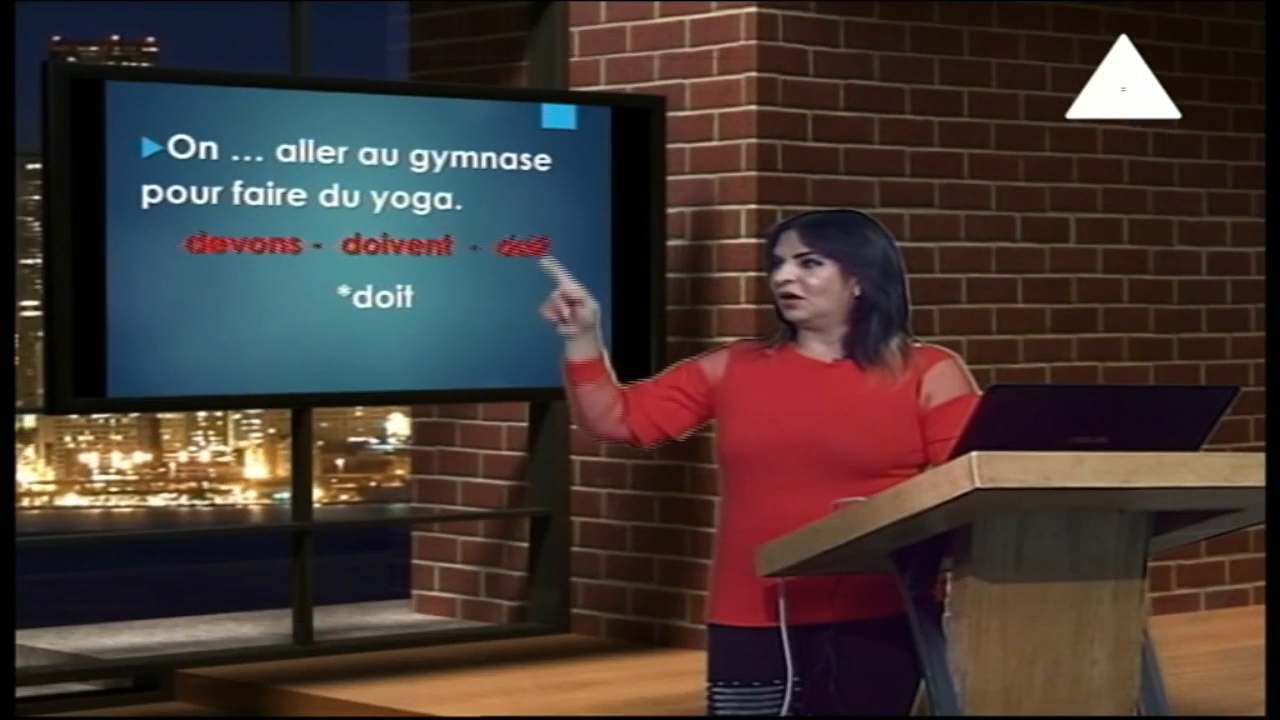 On ... aller au gymnase
pour faire du yoga.
devons - doivent - doit
*doit